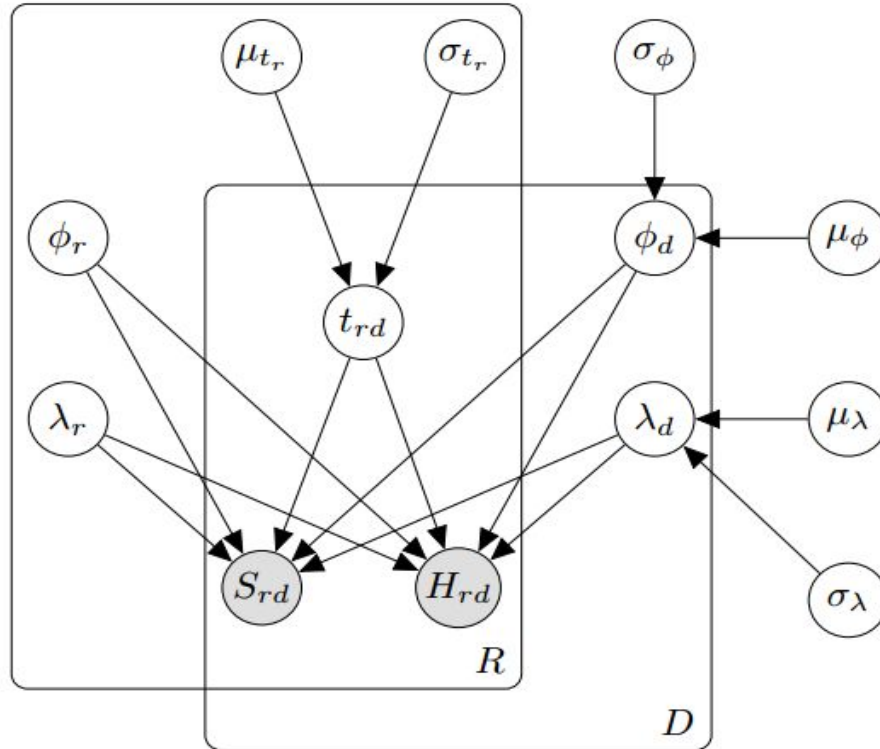 μ_{t_r} σ_{t_r} σ_ϕ
ϕ_r ϕ_d μ_ϕ
t_{rd}
λ_r λ_d μ_λ
S_{rd} H_{rd} σ_λ
R
D